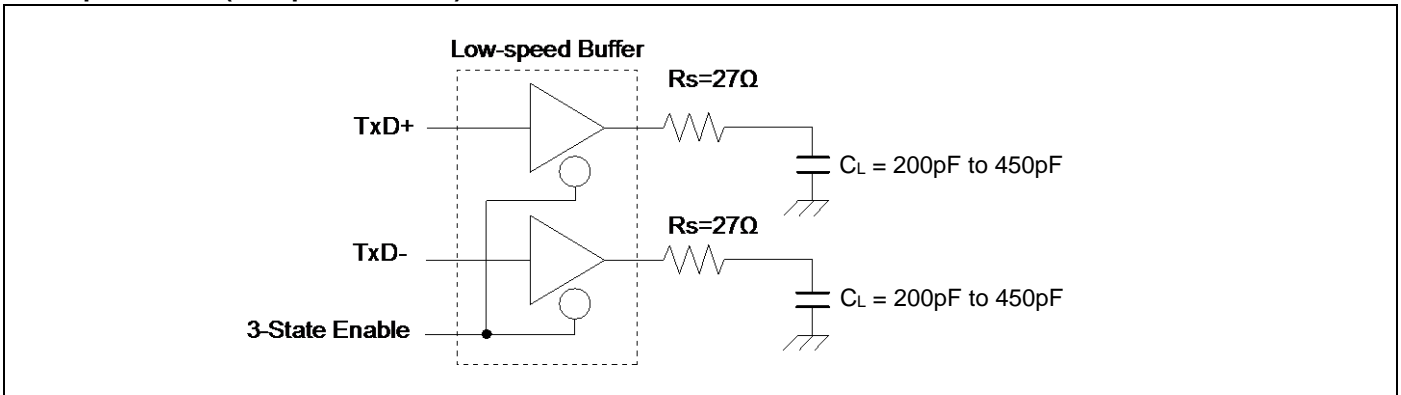 Low-speed Buffer
Rs=27Ω
TxD+
CL = 200pF to 450pF
Rs=27Ω
TxD-
CL = 200pF to 450pF
3-State Enable